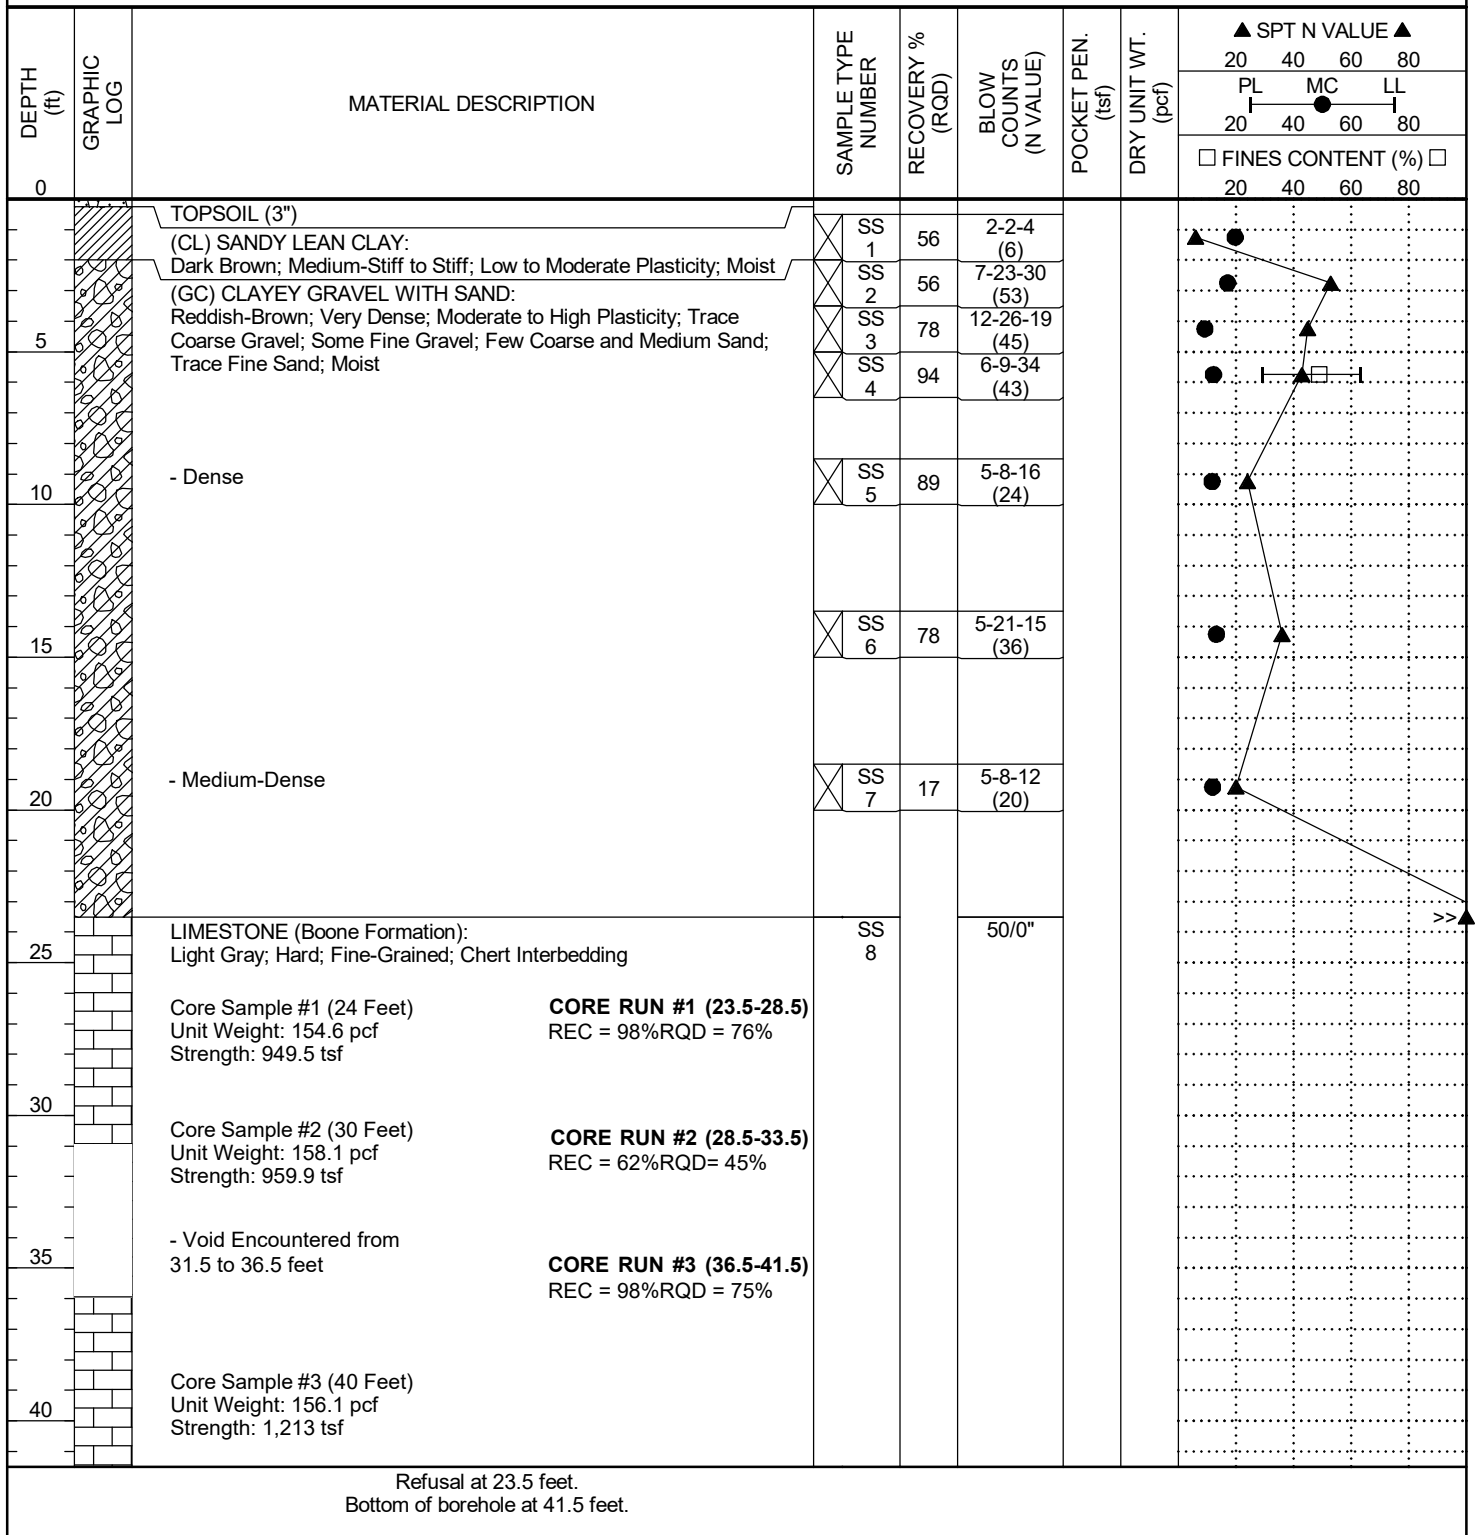 DEPTH
(ft)
GRAPHIC
LOG
MATERIAL DESCRIPTION
SAMPLE TYPE
NUMBER
RECOVERY %
(RQD)
BLOW
COUNTS
(N VALUE)
POCKET PEN.
(tsf)
DRY UNIT WT.
(pcf)
▲ SPT N VALUE ▲
20 40 60 80
PL MC LL
20 40 60 80
□ FINES CONTENT (%) □
20 40 60 80
0
TOPSOIL (3")
(CL) SANDY LEAN CLAY:
Dark Brown; Medium-Stiff to Stiff; Low to Moderate Plasticity; Moist
SS
1
56
2-2-4
(6)
(GC) CLAYEY GRAVEL WITH SAND:
Reddish-Brown; Very Dense; Moderate to High Plasticity; Trace
Coarse Gravel; Some Fine Gravel; Few Coarse and Medium Sand;
Trace Fine Sand; Moist
SS
2
56
7-23-30
(53)
SS
3
78
12-26-19
(45)
5
SS
4
94
6-9-34
(43)
- Dense
SS
5
89
5-8-16
(24)
10
SS
6
78
5-21-15
(36)
15
- Medium-Dense
SS
7
17
5-8-12
(20)
20
>>
LIMESTONE (Boone Formation):
Light Gray; Hard; Fine-Grained; Chert Interbedding
SS
8
50/0"
25
Core Sample #1 (24 Feet)
Unit Weight: 154.6 pcf
Strength: 949.5 tsf
CORE RUN #1 (23.5-28.5)
REC = 98%RQD = 76%
30
Core Sample #2 (30 Feet)
Unit Weight: 158.1 pcf
Strength: 959.9 tsf
CORE RUN #2 (28.5-33.5)
REC = 62%RQD= 45%
- Void Encountered from
31.5 to 36.5 feet
35
CORE RUN #3 (36.5-41.5)
REC = 98%RQD = 75%
Core Sample #3 (40 Feet)
Unit Weight: 156.1 pcf
Strength: 1,213 tsf
40
Refusal at 23.5 feet.
Bottom of borehole at 41.5 feet.